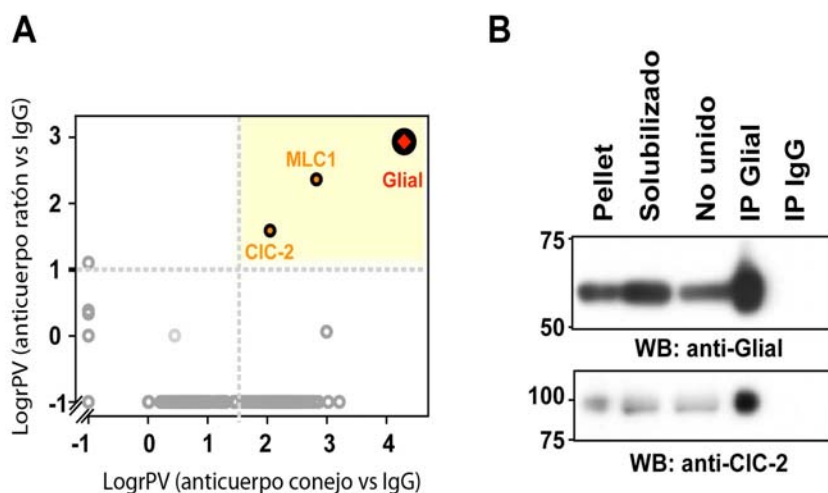 A
LogrPV (anticuerpo ratón vs IgG)
3
2
1
0
-1
MLC1
Glial
ClC-2
-1 0 1 2 3 4
LogrPV (anticuerpo conejo vs IgG)
B
Pellet
Solubilizado
No unido
IP Glial
IP IgG
75
50
WB: anti-Glial
100
75
WB: anti-ClC-2